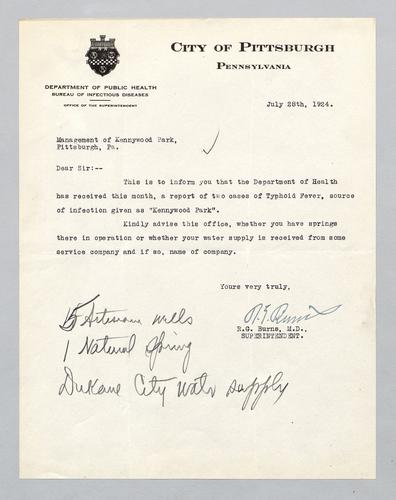 CITY OF PITTSBURGH
PENNSYLVANIA
DEPARTMENT OF PUBLIC HEALTH
BUREAU OF INFECTIOUS DISEASES
OFFICE OF THE SUPERINTENDENT
July 28th, 1924.
Management of Kennywood Park,
Pittsburgh, Pa.
Dear Sir:--
This is to inform you that the Department of Health
has received this month, a report of two cases of Typhoid Fever, source
of infection given as "Kennywood Park".
Kindly advise this office, whether you have springs
there in operation or whether your water supply is received from some
service company and if so, name of company.
Yours very truly,
R.G. Burns
R.G. Burns, M.D.,
SUPERINTENDENT.
5 Artesian wells
1 Natural Spring
Dukane City water supply